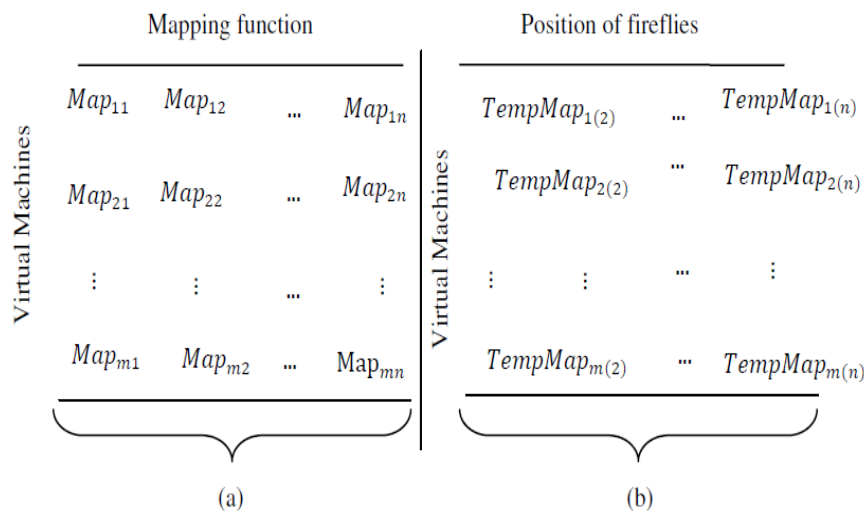 Mapping function
Virtual Machines
Map₁₁ Map₁₂ ... Map₁ₙ
Map₂₁ Map₂₂ ... Map₂ₙ
⋮ ⋮ ... ⋮
Mapₘ₁ Mapₘ₂ ... Mapₘₙ
(a)
Position of fireflies
Virtual Machines
TempMap₁₍₂₎ ... TempMap₁₍ₙ₎
TempMap₂₍₂₎ ... TempMap₂₍ₙ₎
⋮ ⋮ ... ⋮
TempMapₘ₍₂₎ ... TempMapₘ₍ₙ₎
(b)